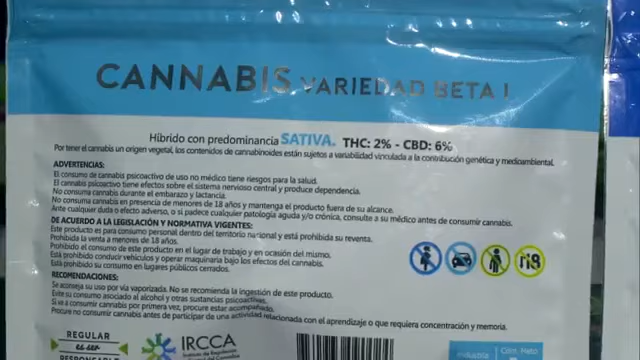 CANNABIS VARIEDAD BETA I.
Híbrido con predominancia SATIVA. THC: 2% - CBD: 6%
Por tener el cannabis un origen vegetal, los contenidos de cannabinoides están sujetos a variabilidad vinculada a la contribución genética y medioambiental.
ADVERTENCIAS:
El consumo de cannabis psicoactivo de uso no médico tiene riesgos para la salud.
El cannabis psicoactivo tiene efectos sobre el sistema nervioso central y produce dependencia.
No consuma cannabis durante el embarazo y lactancia.
No consuma cannabis en presencia de menores de 18 años y mantenga el producto fuera de su alcance.
Ante cualquier duda o efecto adverso, o si padece cualquier patología aguda y/o crónica, consulte a su médico antes de consumir cannabis.
DE ACUERDO A LA LEGISLACIÓN Y NORMATIVA VIGENTES:
Este producto es para consumo personal dentro del territorio nacional y está prohibida su reventa.
Prohibida la venta a menores de 18 años.
Prohibido el consumo de este producto en el lugar de trabajo y en ocasión del mismo.
Está prohibido conducir vehículos y operar maquinaria bajo los efectos del cannabis.
Está prohibido su consumo en lugares públicos cerrados.
RECOMENDACIONES:
Se aconseja su uso por vía vaporizada. No se recomienda la ingestión de este producto.
Evite su consumo asociado al alcohol y otras sustancias psicoactivas.
Si va a consumir cannabis por primera vez, procure estar acompañado.
Procure no consumir cannabis antes de participar de una actividad relacionada con el aprendizaje o que requiera concentración y memoria.
REGULAR
es ser
RESPONSABLE
IRCCA
Instituto de Regulación
Industria
Cont. Neto